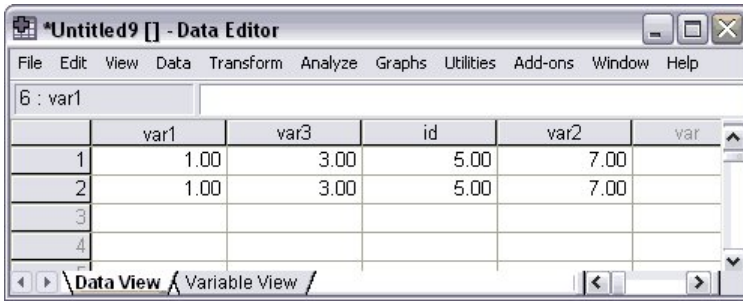 *Untitled9 [] - Data Editor
File Edit View Data Transform Analyze Graphs Utilities Add-ons Window Help
6 : var1
var1 var3 id var2 var
1 1.00 3.00 5.00 7.00
2 1.00 3.00 5.00 7.00
3
4
Data View Variable View